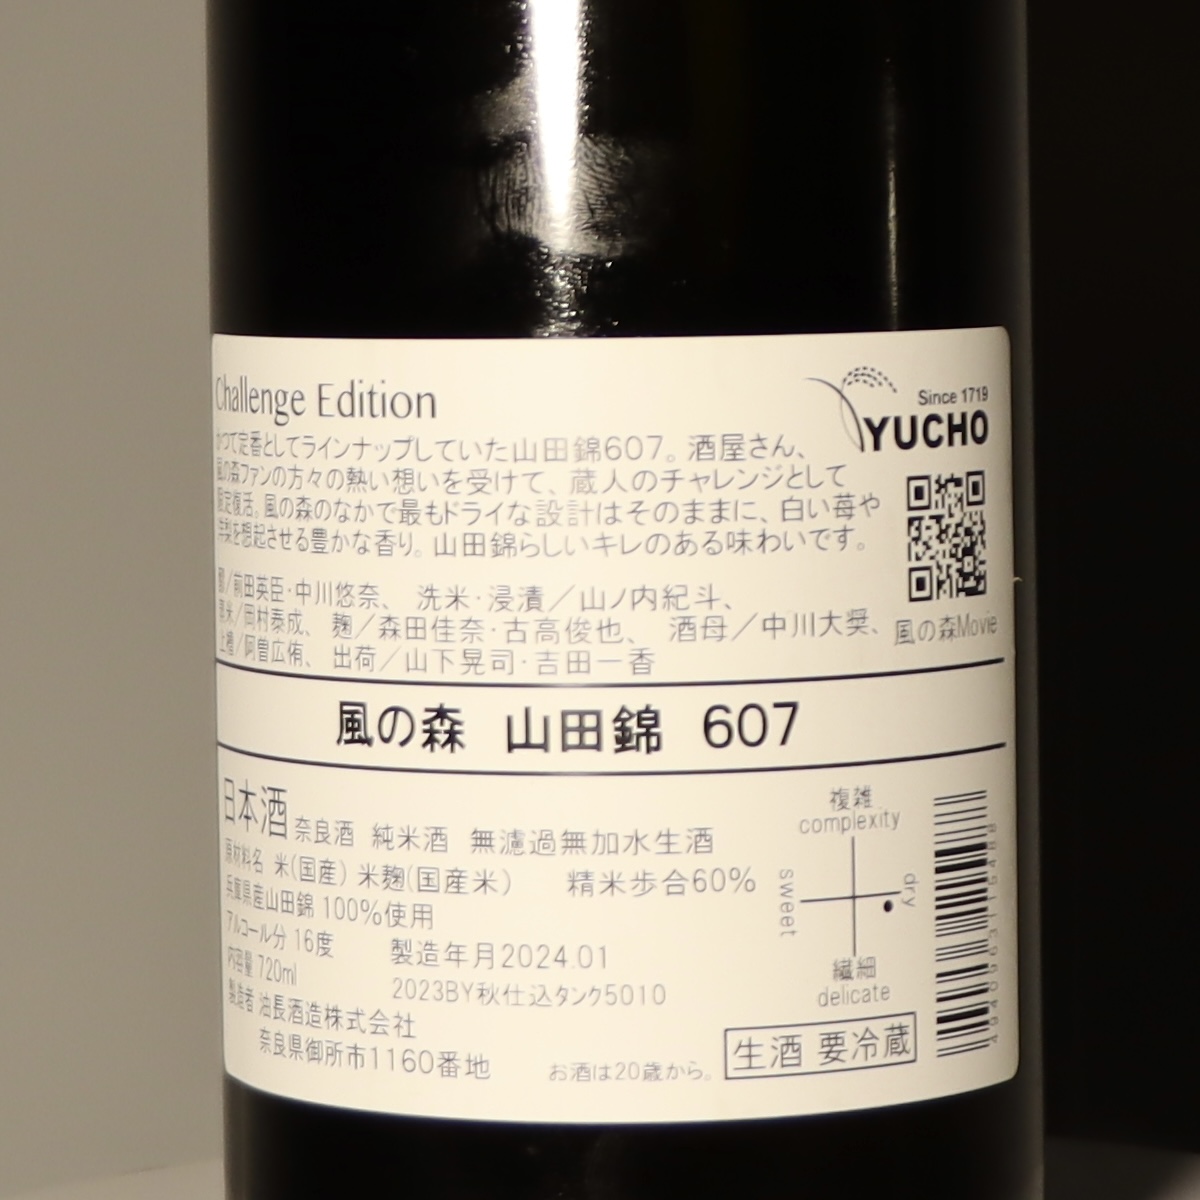 Challenge Edition
Since 1719
YUCHO
かつて定番としてラインナップしていた山田錦607。酒屋さん、
風の森ファンの方々の熱い想いを受けて、蔵人のチャレンジとして
限定復活。風の森のなかで最もドライな設計はそのままに、白い苺や
洋梨を想起させる豊かな香り。山田錦らしいキレのある味わいです。
／前田英臣・中川悠奈、 洗米・浸漬／山ノ内紀斗、
蒸米／岡村泰成、 麹／森田佳奈・古高俊也、 酒母／中川大奨、
上槽／阿曽広侑、 出荷／山下晃司・吉田一香
風の森Movie
風の森 山田錦 607
日本酒 奈良酒 純米酒 無濾過無加水生酒
原材料名 米(国産) 米麹(国産米) 精米歩合60%
兵庫県産山田錦 100%使用
アルコール分 16度 製造年月2024.01
内容量 720ml 2023BY秋仕込タンク5010
製造者 油長酒造株式会社
奈良県御所市1160番地
お酒は20歳から。
生酒 要冷蔵
複雑
complexity
sweet
dry
繊細
delicate